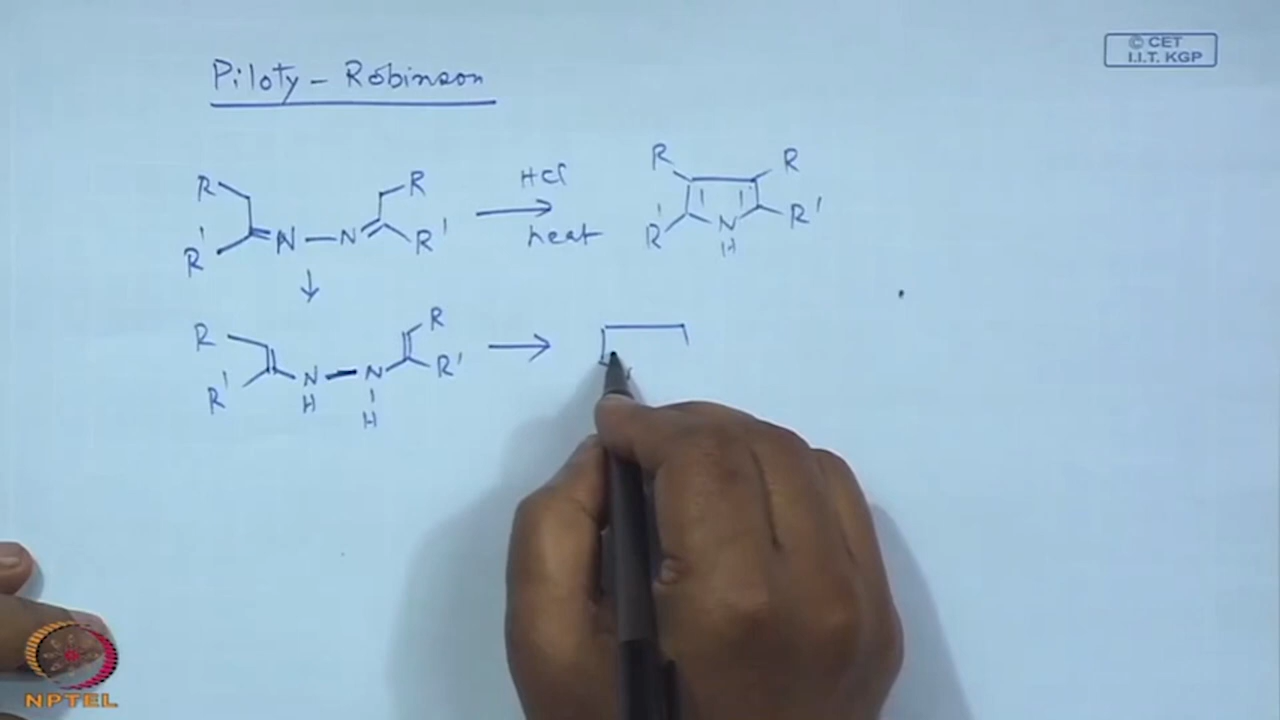 Piloty - Robinson
© CET
I.I.T. KGP
R R HCl R R
R' N N R' heat R' N R'
H
R R
R' N N R'
H H
NPTEL